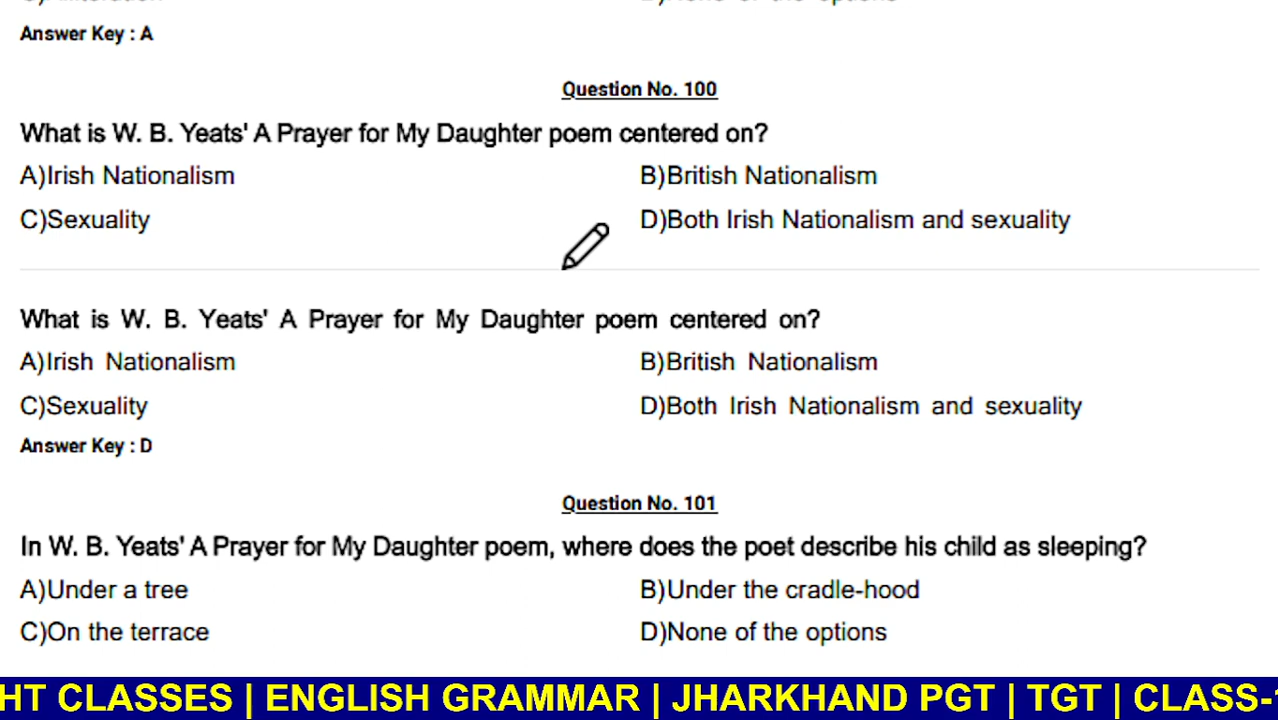 Answer Key : A
Question No. 100
What is W. B. Yeats' A Prayer for My Daughter poem centered on?
A)Irish Nationalism B)British Nationalism
C)Sexuality D)Both Irish Nationalism and sexuality
What is W. B. Yeats' A Prayer for My Daughter poem centered on?
A)Irish Nationalism B)British Nationalism
C)Sexuality D)Both Irish Nationalism and sexuality
Answer Key : D
Question No. 101
In W. B. Yeats' A Prayer for My Daughter poem, where does the poet describe his child as sleeping?
A)Under a tree B)Under the cradle-hood
C)On the terrace D)None of the options
HT CLASSES | ENGLISH GRAMMAR | JHARKHAND PGT | TGT | CLASS-